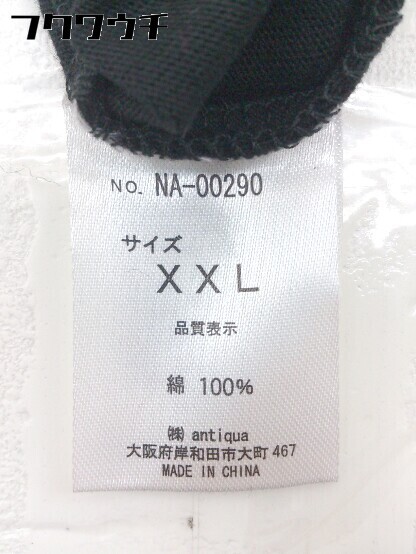 フクウクチ
NO. NA-00290
サイズ
XXL
品質表示
綿 100%
㈱ antiqua
大阪府岸和田市大町 467
MADE IN CHINA